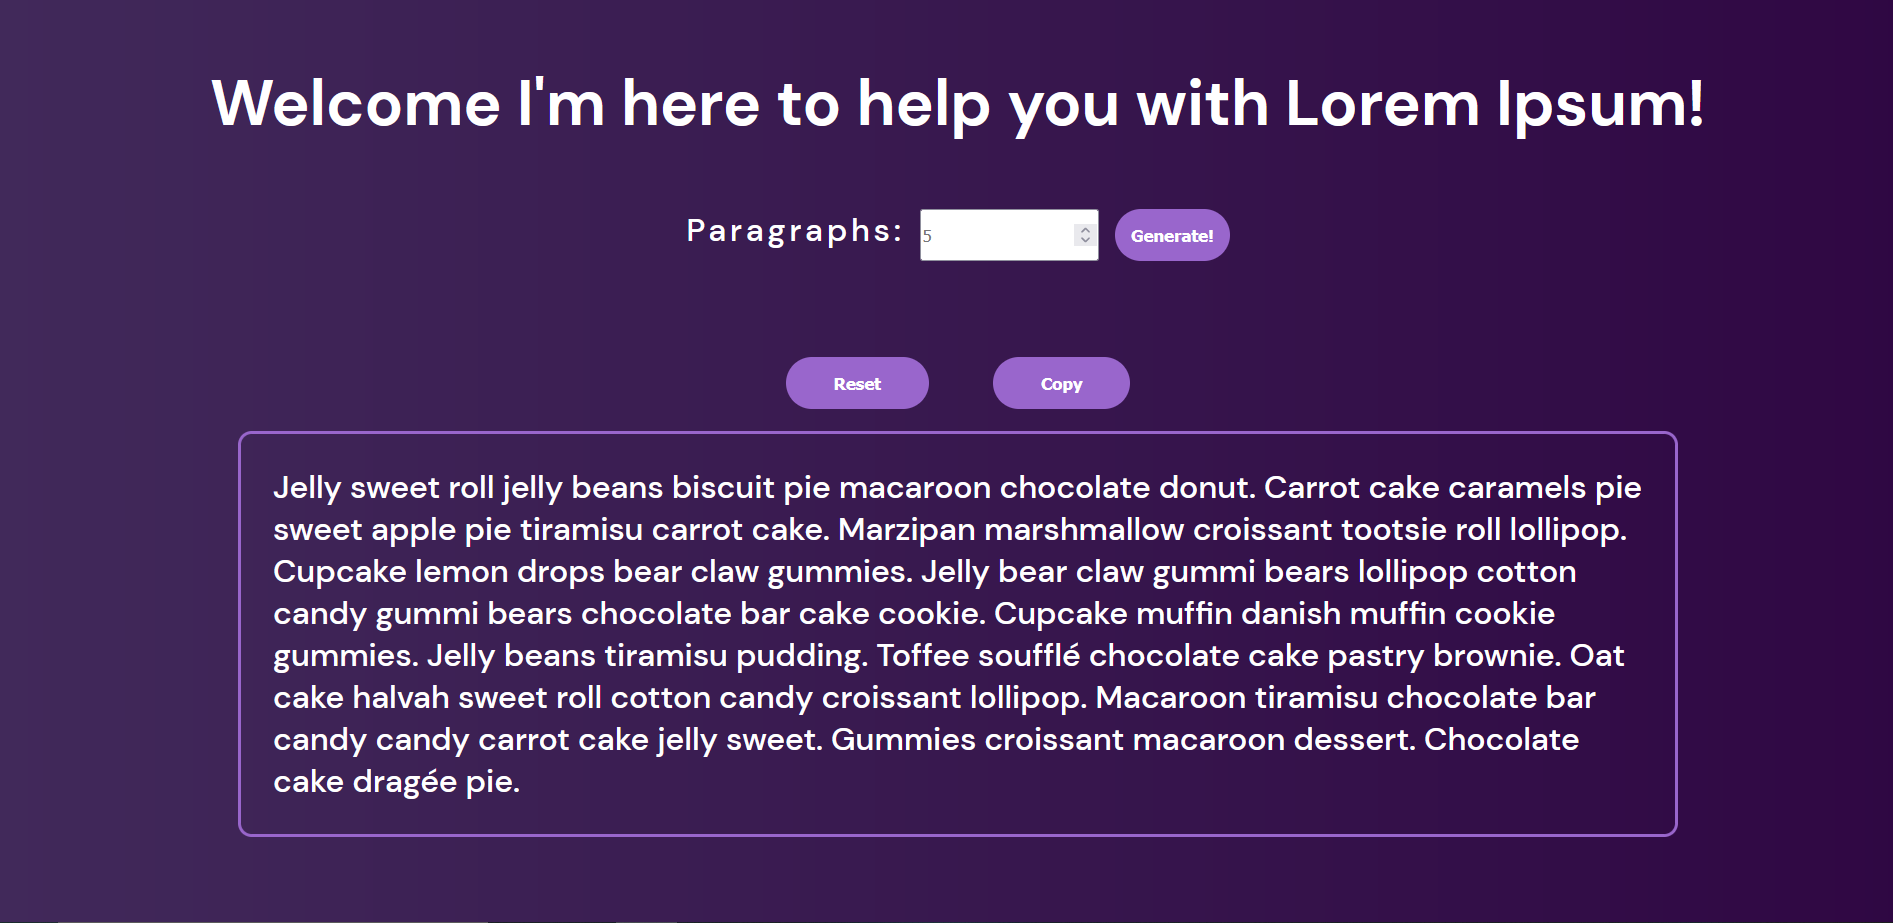 Welcome I'm here to help you with Lorem Ipsum!
Paragraphs: 5 Generate!
Reset Copy
Jelly sweet roll jelly beans biscuit pie macaroon chocolate donut. Carrot cake caramels pie
sweet apple pie tiramisu carrot cake. Marzipan marshmallow croissant tootsie roll lollipop.
Cupcake lemon drops bear claw gummies. Jelly bear claw gummi bears lollipop cotton
candy gummi bears chocolate bar cake cookie. Cupcake muffin danish muffin cookie
gummies. Jelly beans tiramisu pudding. Toffee soufflé chocolate cake pastry brownie. Oat
cake halvah sweet roll cotton candy croissant lollipop. Macaroon tiramisu chocolate bar
candy candy carrot cake jelly sweet. Gummies croissant macaroon dessert. Chocolate
cake dragée pie.